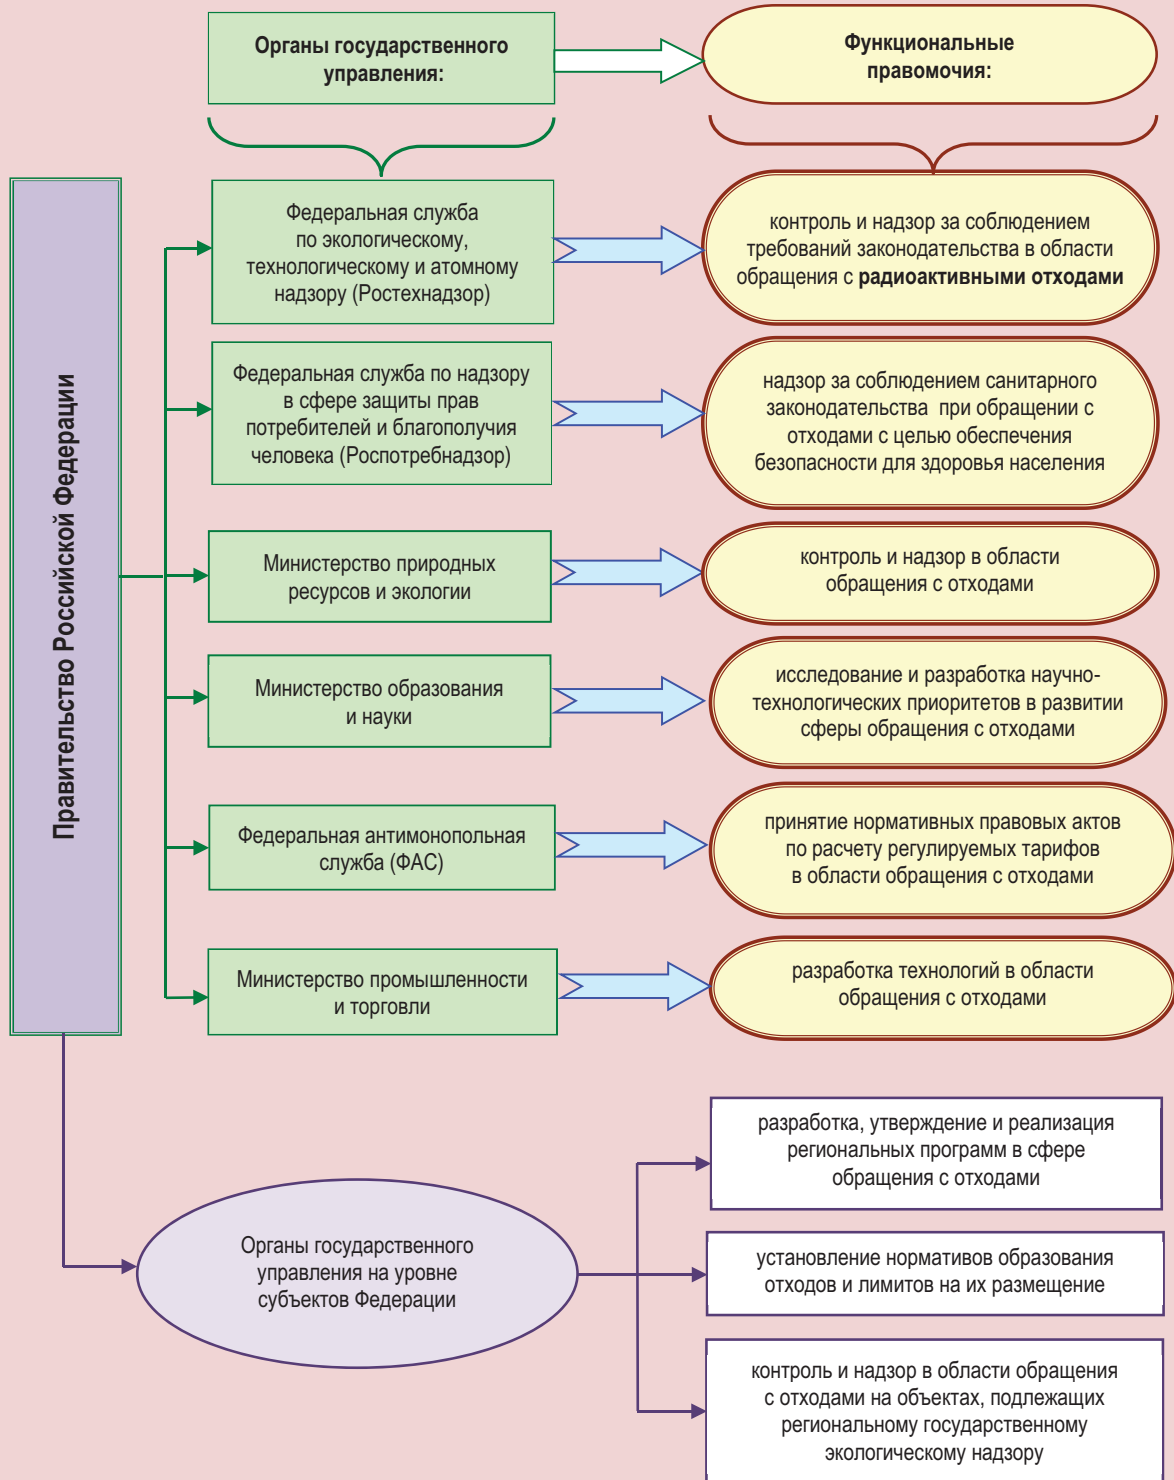 Органы государственного
управления:
Функциональные
правомочия:
Правительство Российской Федерации
Федеральная служба
по экологическому,
технологическому и атомному
надзору (Ростехнадзор)
контроль и надзор за соблюдением
требований законодательства в области
обращения с радиоактивными отходами
Федеральная служба по надзору
в сфере защиты прав
потребителей и благополучия
человека (Роспотребнадзор)
надзор за соблюдением санитарного
законодательства при обращении с
отходами с целью обеспечения
безопасности для здоровья населения
Министерство природных
ресурсов и экологии
контроль и надзор в области
обращения с отходами
Министерство образования
и науки
исследование и разработка научно-
технологических приоритетов в развитии
сферы обращения с отходами
Федеральная антимонопольная
служба (ФАС)
принятие нормативных правовых актов
по расчету регулируемых тарифов
в области обращения с отходами
Министерство промышленности
и торговли
разработка технологий в области
обращения с отходами
Органы государственного
управления на уровне
субъектов Федерации
разработка, утверждение и реализация
региональных программ в сфере
обращения с отходами
установление нормативов образования
отходов и лимитов на их размещение
контроль и надзор в области обращения
с отходами на объектах, подлежащих
региональному государственному
экологическому надзору